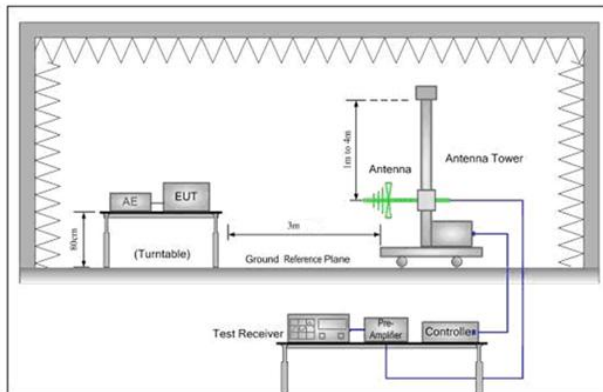 1m to 4m
Antenna
Antenna Tower
AE
EUT
80cm
(Turntable)
3m
Ground Reference Plane
Test Receiver
Pre-
Amplifier
Controller